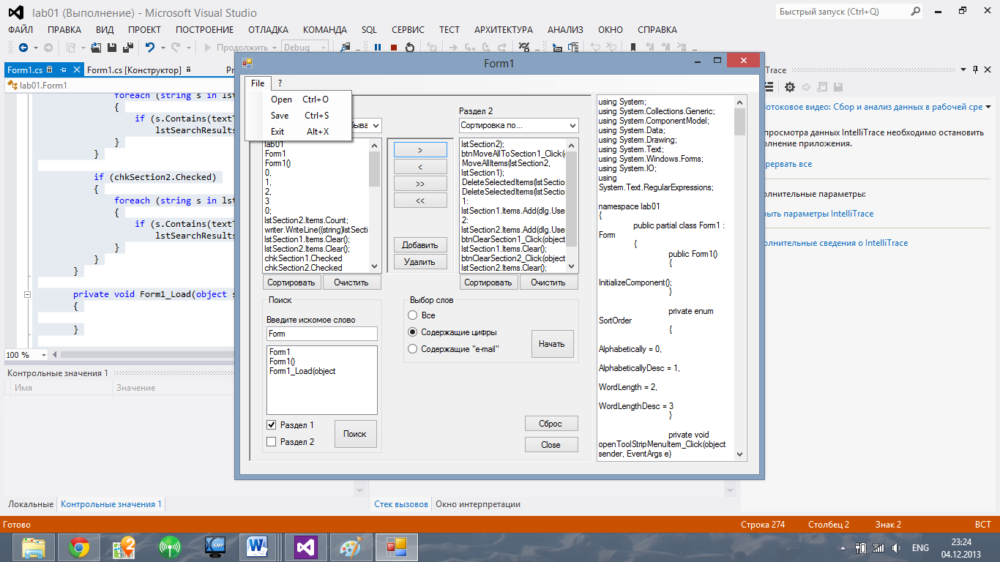 lab01 (Выполнение) - Microsoft Visual Studio
Быстрый запуск (Ctrl+Q)
ФАЙЛ ПРАВКА ВИД ПРОЕКТ ПОСТРОЕНИЕ ОТЛАДКА КОМАНДА SQL СЕРВИС ТЕСТ АРХИТЕКТУРА АНАЛИЗ ОКНО СПРАВКА
Продолжить Debug
Form1.cs Form1.cs [Конструктор]
lab01.Form1
foreach (string s in lst
{
if (s.Contains(textT
lstSearchResults
}
}
if (chkSection2.Checked)
{
foreach (string s in lst
{
if (s.Contains(textT
lstSearchResults
}
}
}
private void Form1_Load(object s
{
}
100 %
Контрольные значения 1
Имя Значение
Локальные Контрольные значения 1
Form1
File ?
Open Ctrl+O
Save Ctrl+S
Exit Alt+X
lab01
Form1
Form1()
0,
1,
2,
3
0;
lstSection2.Items.Count;
writer.WriteLine((string)lstSectio
lstSection1.Items.Clear();
lstSection2.Items.Clear();
chkSection1.Checked
chkSection2.Checked
Сортировать Очистить
>
<
>>
<<
Добавить
Удалить
Раздел 2
Сортировка по...
lstSection2);
btnMoveAllToSection1_Click(o
MoveAllItems(lstSection2,
lstSection1);
DeleteSelectedItems(lstSection
DeleteSelectedItems(lstSection
1:
lstSection1.Items.Add(dlg.Use
2:
lstSection2.Items.Add(dlg.Use
btnClearSection1_Click(object
lstSection1.Items.Clear();
btnClearSection2_Click(object
lstSection2.Items.Clear();
Сортировать Очистить
Поиск
Введите искомое слово
Form
Form1
Form1()
Form1_Load(object
Раздел 1
Раздел 2
Поиск
Выбор слов
Все
Содержащие цифры
Содержащие "e-mail"
Начать
Сброс
Close
using System;
using System.Collections.Generic;
using System.ComponentModel;
using System.Data;
using System.Drawing;
using System.Text;
using System.Windows.Forms;
using System.IO;
using
System.Text.RegularExpressions;
namespace lab01
{
public partial class Form1 :
Form
{
public Form1()
{
InitializeComponent();
}
private enum
SortOrder
{
Alphabetically = 0,
AlphabeticallyDesc = 1,
WordLength = 2,
WordLengthDesc = 3
}
private void
openToolStripMenuItem_Click(object
sender, EventArgs e)
Trace
отоковое видео: Сбор и анализ данных в рабочей сре
просмотра данных IntelliTrace необходимо остановить
олнение приложения.
рервать все
олнительные параметры:
рыть параметры IntelliTrace
олнительные сведения о IntelliTrace
Стек вызовов Окно интерпретации
Готово Строка 274 Столбец 2 Знак 2 ВСТ
2 KMP W ENG 23:24
04.12.2013